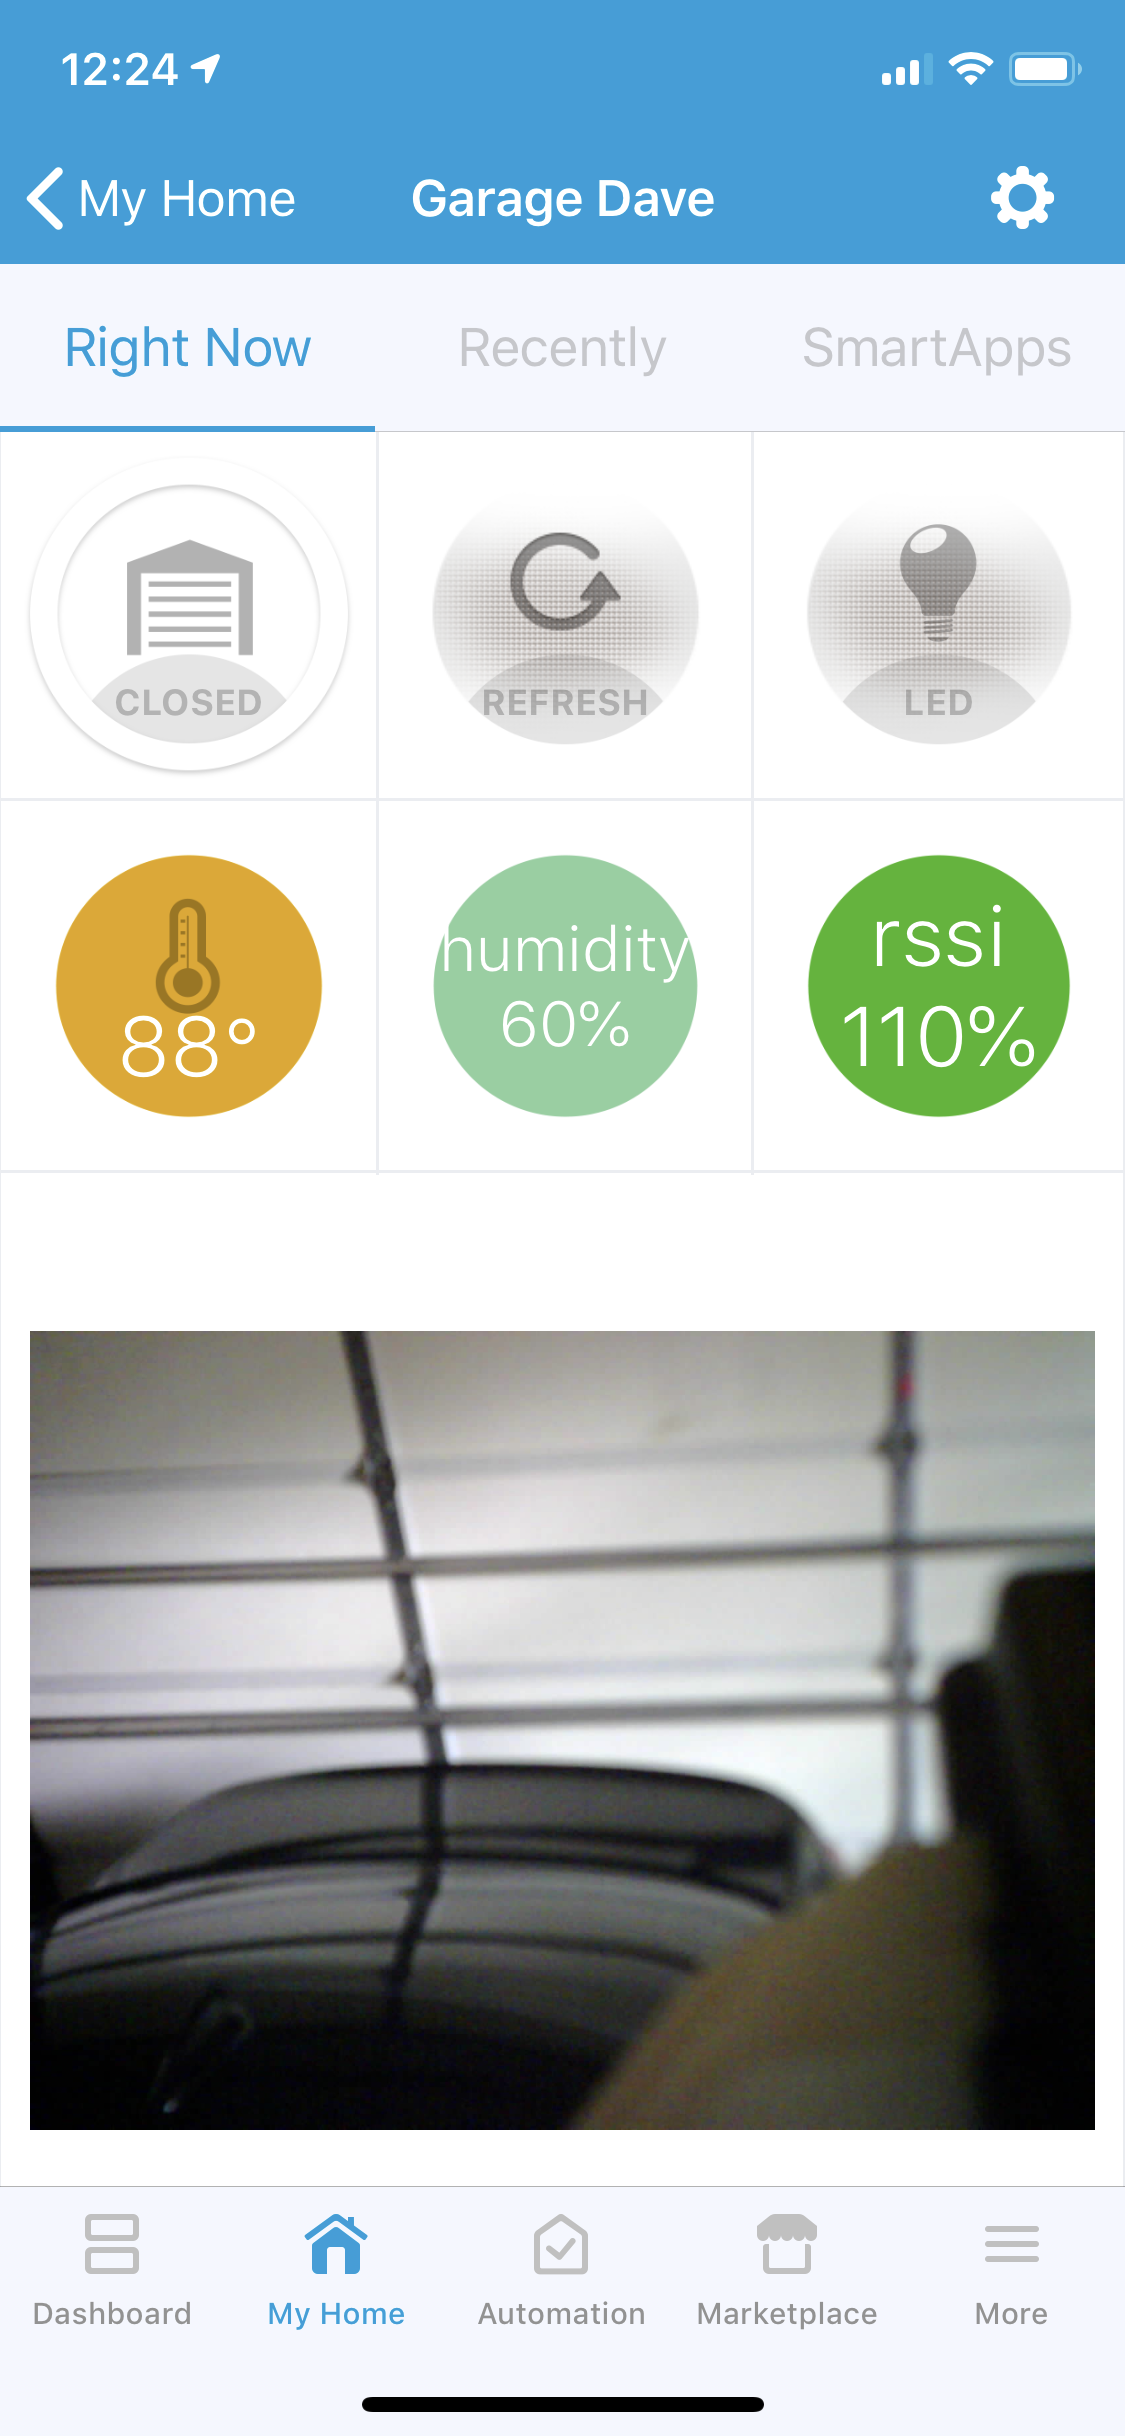 12:24
My Home Garage Dave
Right Now Recently SmartApps
CLOSED REFRESH LED
88° humidity 60% rssi 110%
Dashboard My Home Automation Marketplace More